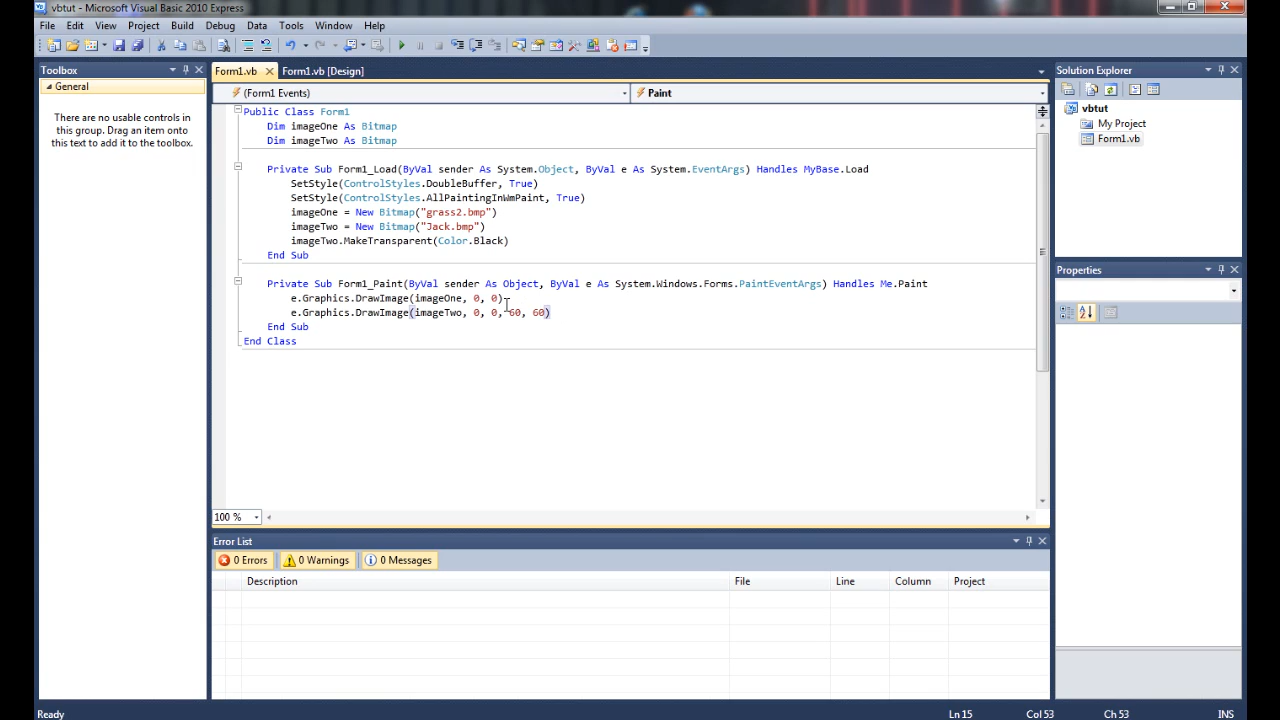 vbtut - Microsoft Visual Basic 2010 Express
File Edit View Project Build Debug Data Tools Window Help
Toolbox
General
There are no usable controls in
this group. Drag an item onto
this text to add it to the toolbox.
Form1.vb Form1.vb [Design]
(Form1 Events) Paint
Public Class Form1
Dim imageOne As Bitmap
Dim imageTwo As Bitmap
Private Sub Form1_Load(ByVal sender As System.Object, ByVal e As System.EventArgs) Handles MyBase.Load
SetStyle(ControlStyles.DoubleBuffer, True)
SetStyle(ControlStyles.AllPaintingInWmPaint, True)
imageOne = New Bitmap("grass2.bmp")
imageTwo = New Bitmap("Jack.bmp")
imageTwo.MakeTransparent(Color.Black)
End Sub
Private Sub Form1_Paint(ByVal sender As Object, ByVal e As System.Windows.Forms.PaintEventArgs) Handles Me.Paint
e.Graphics.DrawImage(imageOne, 0, 0)
e.Graphics.DrawImage(imageTwo, 0, 0, 60, 60)
End Sub
End Class
100 %
Error List
0 Errors 0 Warnings 0 Messages
Description File Line Column Project
Solution Explorer
vbtut
My Project
Form1.vb
Properties
Ready Ln 15 Col 53 Ch 53 INS